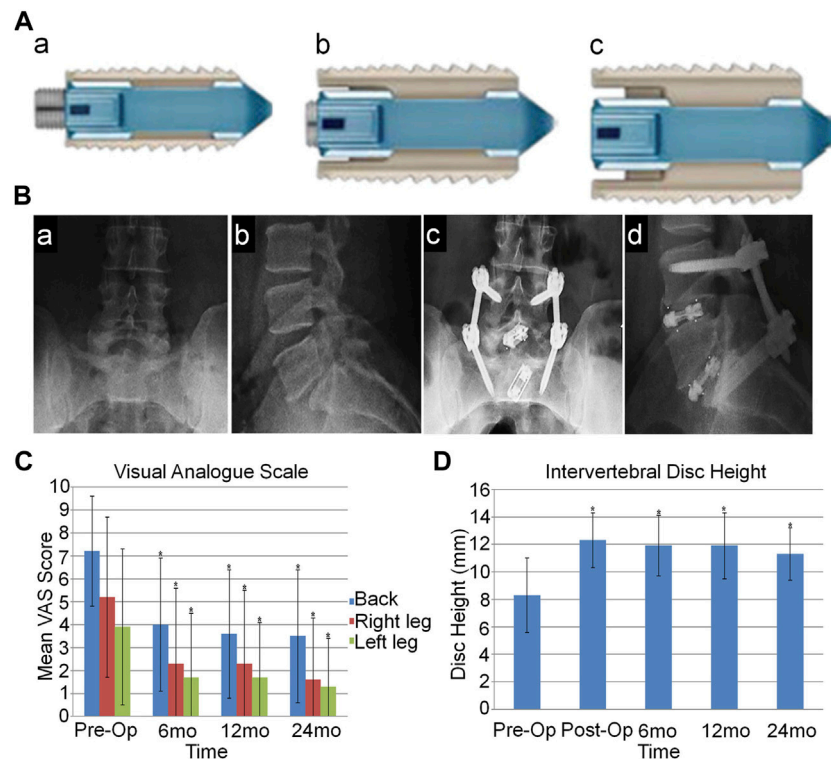 A
a
b
c
B
a
b
c
d
C
Visual Analogue Scale
Mean VAS Score
10
9
8
7
6
5
4
3
2
1
0
* * *
* * *
* * *
Back
Right leg
Left leg
Pre-Op 6mo 12mo 24mo
Time
D
Intervertebral Disc Height
Disc Height (mm)
16
14
12
10
8
6
4
2
0
* * * *
Pre-Op Post-Op 6mo 12mo 24mo
Time